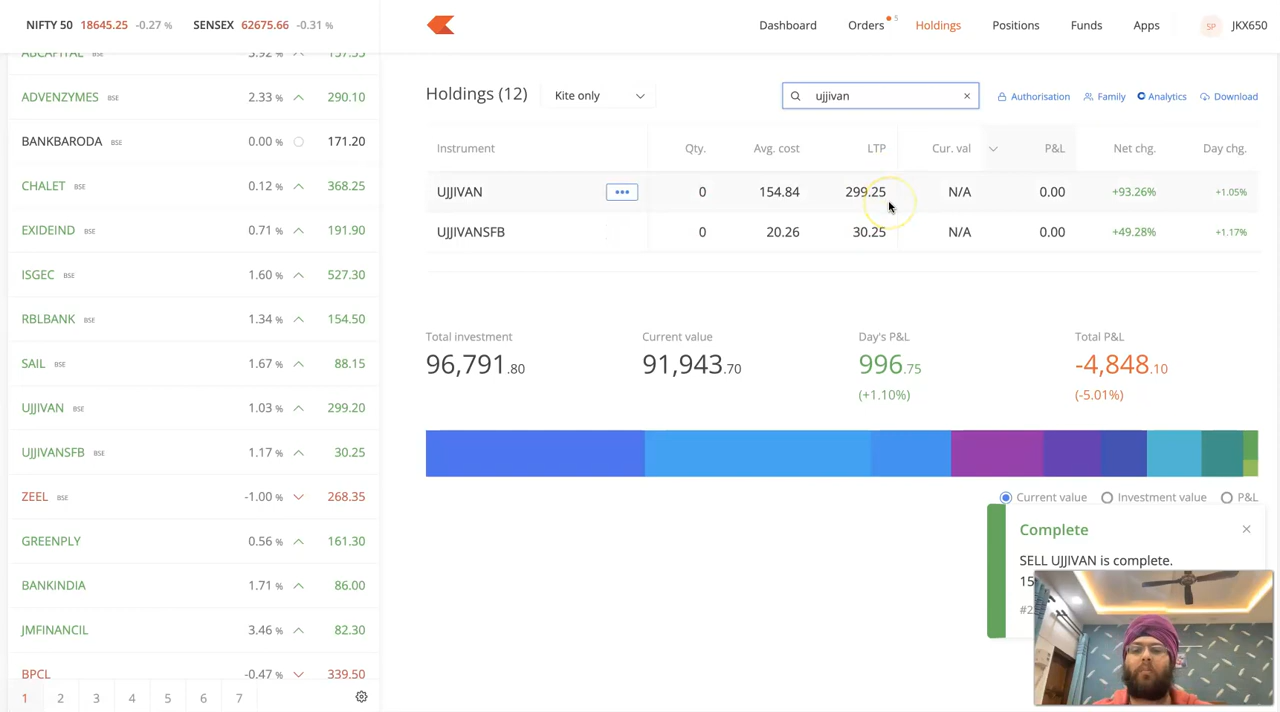 NIFTY 50 18645.25 -0.27 % SENSEX 62675.66 -0.31 %
Dashboard Orders 5 Holdings Positions Funds Apps SP JKX650
ADVENZYMES BSE 2.33 % 290.10
BANKBARODA BSE 0.00 % 171.20
CHALET BSE 0.12 % 368.25
EXIDEIND BSE 0.71 % 191.90
ISGEC BSE 1.60 % 527.30
RBLBANK BSE 1.34 % 154.50
SAIL BSE 1.67 % 88.15
UJJIVAN BSE 1.03 % 299.20
UJJIVANSFB BSE 1.17 % 30.25
ZEEL BSE -1.00 % 268.35
GREENPLY 0.56 % 161.30
BANKINDIA 1.71 % 86.00
JMFINANCIL 3.46 % 82.30
BPCL -0.47 % 339.50
1 2 3 4 5 6 7
Holdings (12) Kite only ujjivan × Authorisation Family Analytics Download
Instrument Qty. Avg. cost LTP Cur. val P&L Net chg. Day chg.
UJJIVAN ••• 0 154.84 299.25 N/A 0.00 +93.26% +1.05%
UJJIVANSFB 0 20.26 30.25 N/A 0.00 +49.28% +1.17%
Total investment Current value Day's P&L Total P&L
96,791.80 91,943.70 996.75 -4,848.10
(+1.10%) (-5.01%)
Current value Investment value P&L
Complete ×
SELL UJJIVAN is complete.